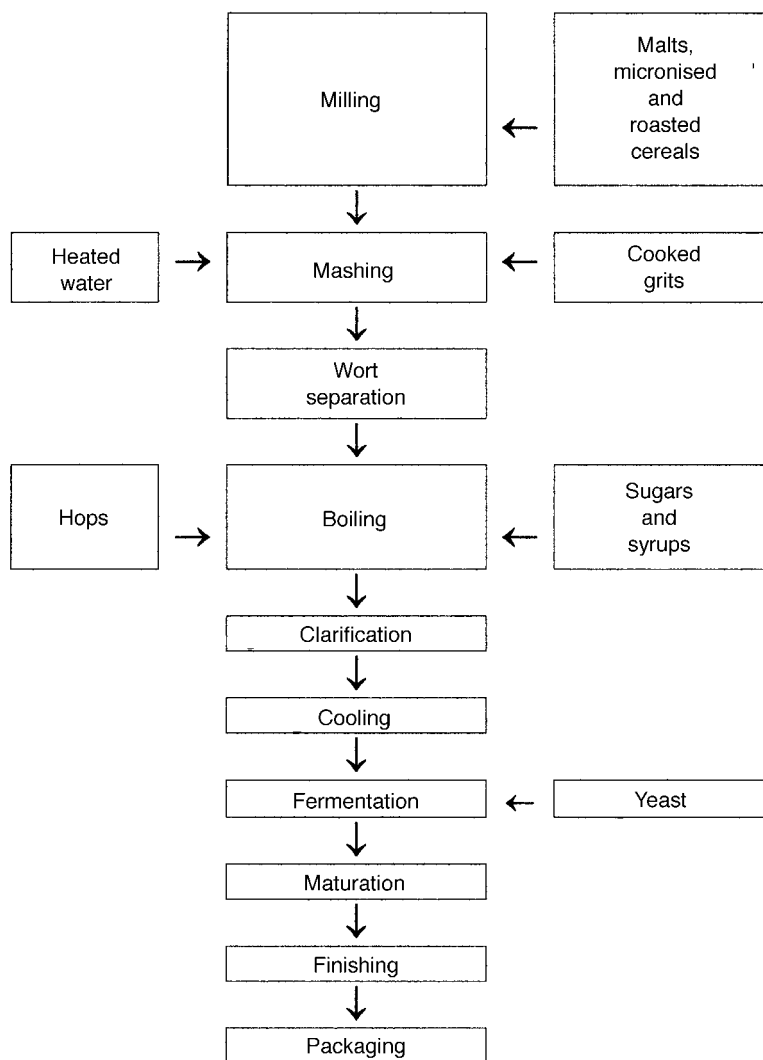 Milling
Malts,
micronised
and
roasted
cereals
Heated
water
Mashing
Cooked
grits
Wort
separation
Hops
Boiling
Sugars
and
syrups
Clarification
Cooling
Fermentation
Yeast
Maturation
Finishing
Packaging